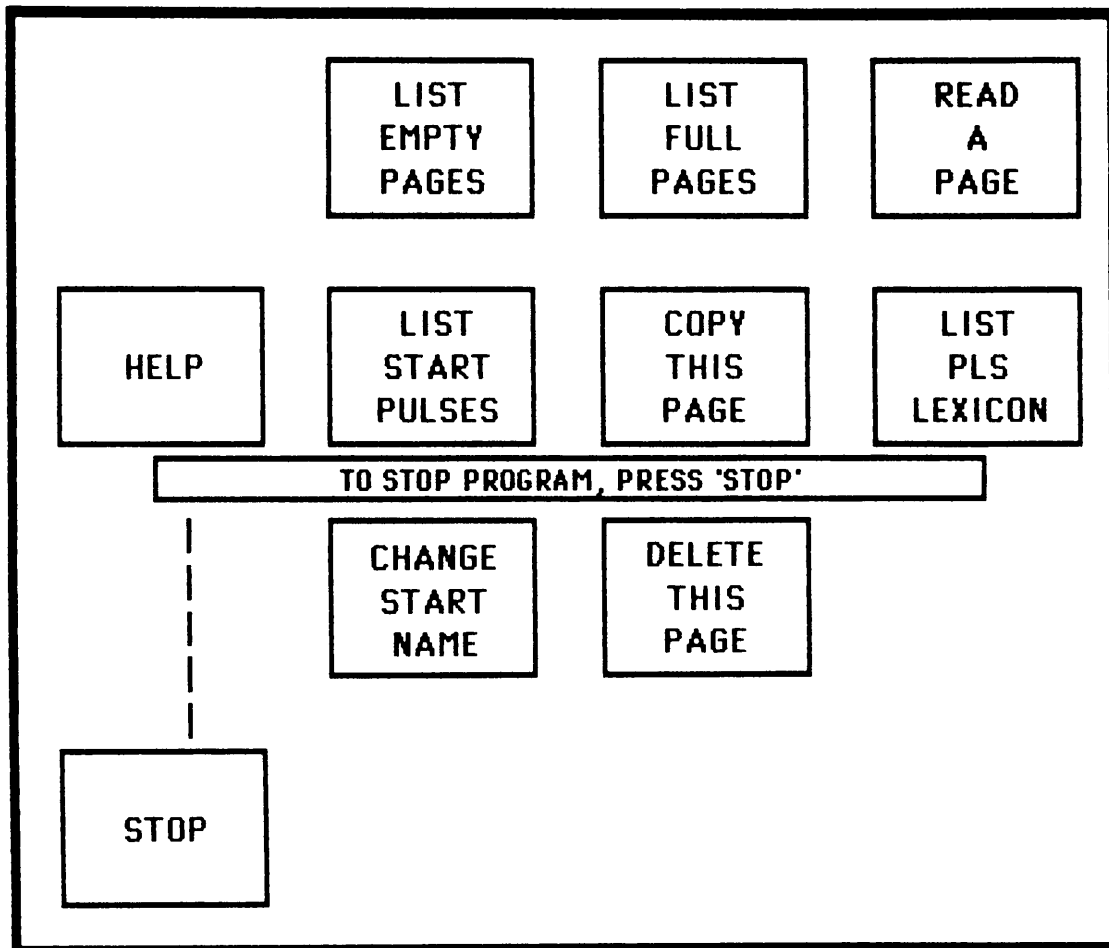 LIST
EMPTY
PAGES
LIST
FULL
PAGES
READ
A
PAGE
HELP
LIST
START
PULSES
COPY
THIS
PAGE
LIST
PLS
LEXICON
TO STOP PROGRAM, PRESS 'STOP'
CHANGE
START
NAME
DELETE
THIS
PAGE
STOP